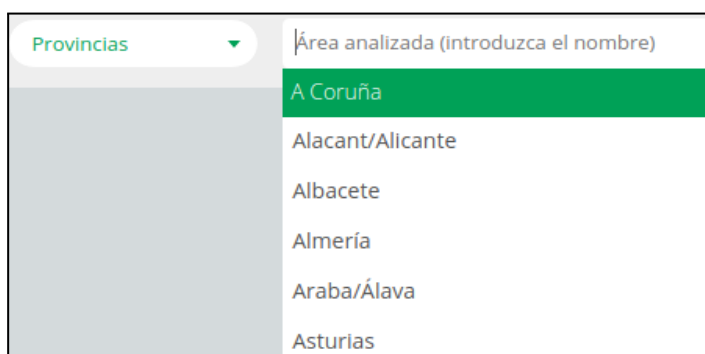 Provincias
Área analizada (introduzca el nombre)
A Coruña
Alacant/Alicante
Albacete
Almería
Araba/Álava
Asturias